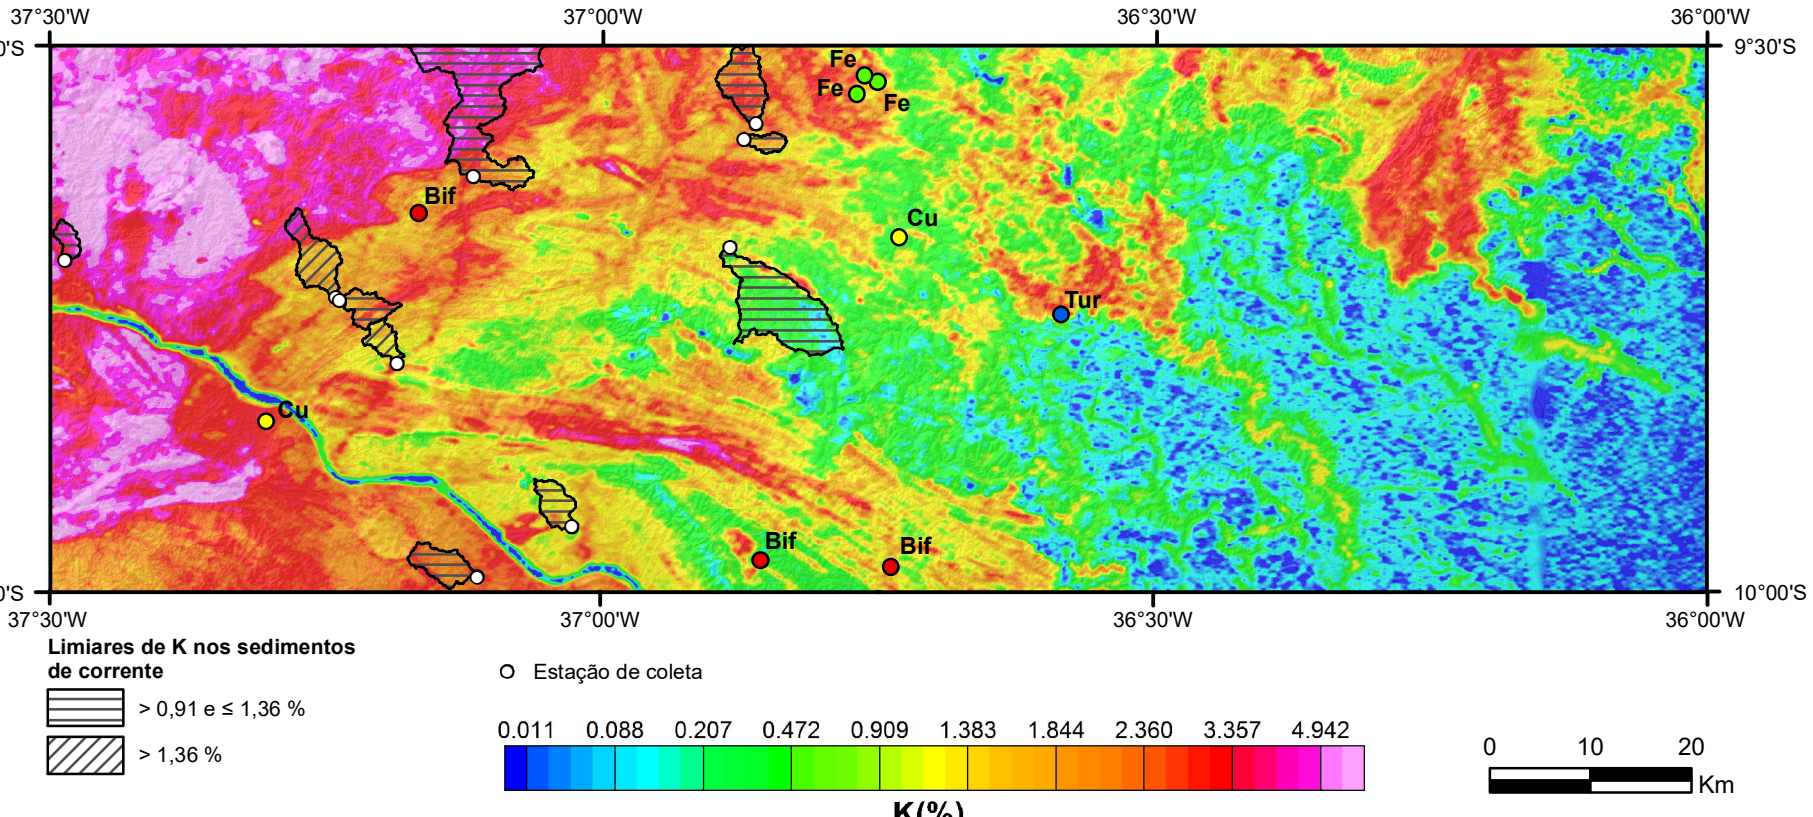 37°30'W 37°00'W 36°30'W 36°00'W
0'S 9°30'S
Fe
Fe
Fe
Bif
Cu
Tur
Cu
Bif
Bif
0'S 10°00'S
37°30'W 37°00'W 36°30'W 36°00'W
Limiares de K nos sedimentos
de corrente
> 0,91 e ≤ 1,36 %
> 1,36 %
Estação de coleta
0.011 0.088 0.207 0.472 0.909 1.383 1.844 2.360 3.357 4.942
K(%)
0 10 20
Km